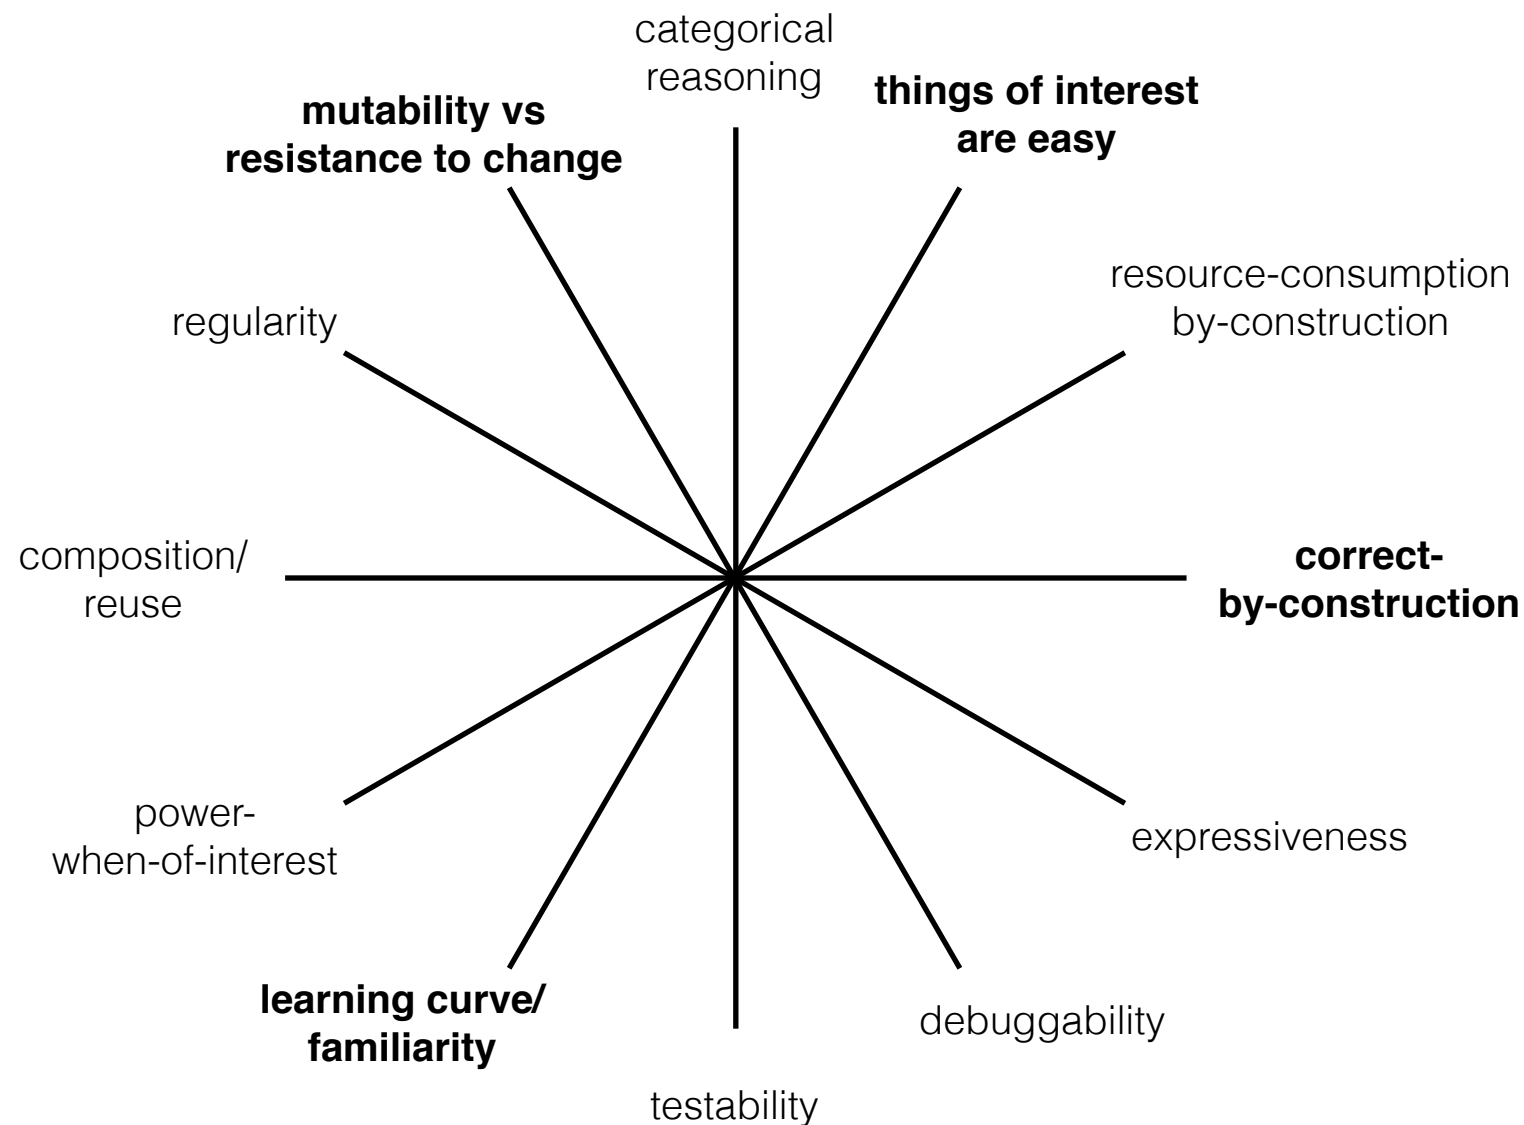 categorical
reasoning
things of interest
are easy
mutability vs
resistance to change
resource-consumption
by-construction
regularity
composition/
reuse
correct-
by-construction
power-
when-of-interest
expressiveness
learning curve/
familiarity
debuggability
testability